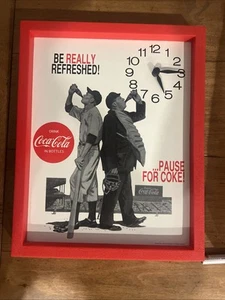 BE REALLY
REFRESHED!
12
11
1
10
2
9
3
8
4
7
6
5
DRINK
Coca-Cola
IN BOTTLES
...PAUSE
FOR COKE!